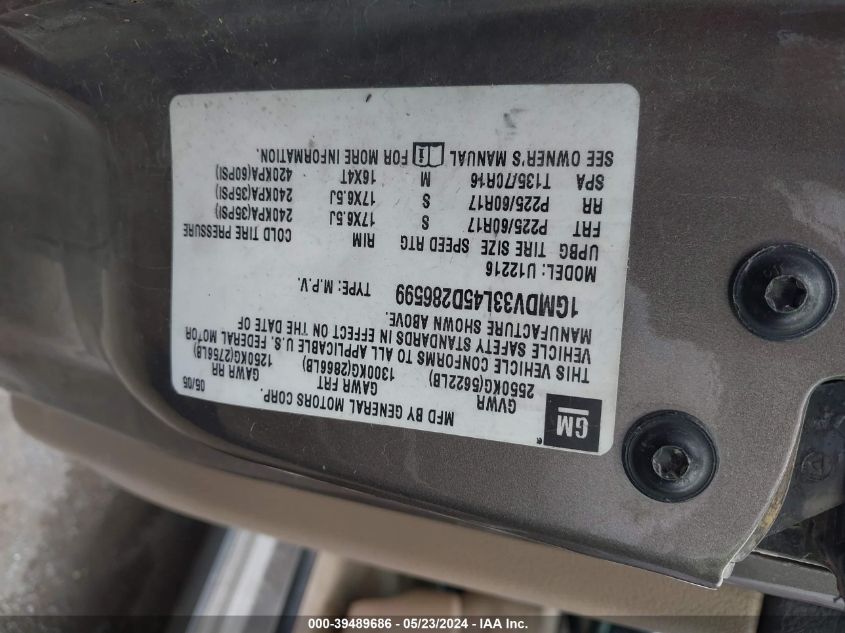 GM
MFD BY GENERAL MOTORS CORP. 05/05
GVWR GAWR FRT GAWR RR
2550KG(5622LB) 1300KG(2866LB) 1250KG(2756LB)
THIS VEHICLE CONFORMS TO ALL APPLICABLE U.S. FEDERAL MOTOR
VEHICLE SAFETY STANDARDS IN EFFECT ON THE DATE OF
MANUFACTURE SHOWN ABOVE.
1GMDV33L45D286599 TYPE: M.P.V.
MODEL: U12216
UPBG TIRE SIZE SPEED RTG RIM COLD TIRE PRESSURE
FRT P225/60R17 S 17X6.5J 240KPA(35PSI)
RR P225/60R17 S 17X6.5J 240KPA(35PSI)
SPA T135/70R16 M 16X4T 420KPA(60PSI)
SEE OWNER'S MANUAL FOR MORE INFORMATION.
000-39489686 - 05/23/2024 - IAA Inc.